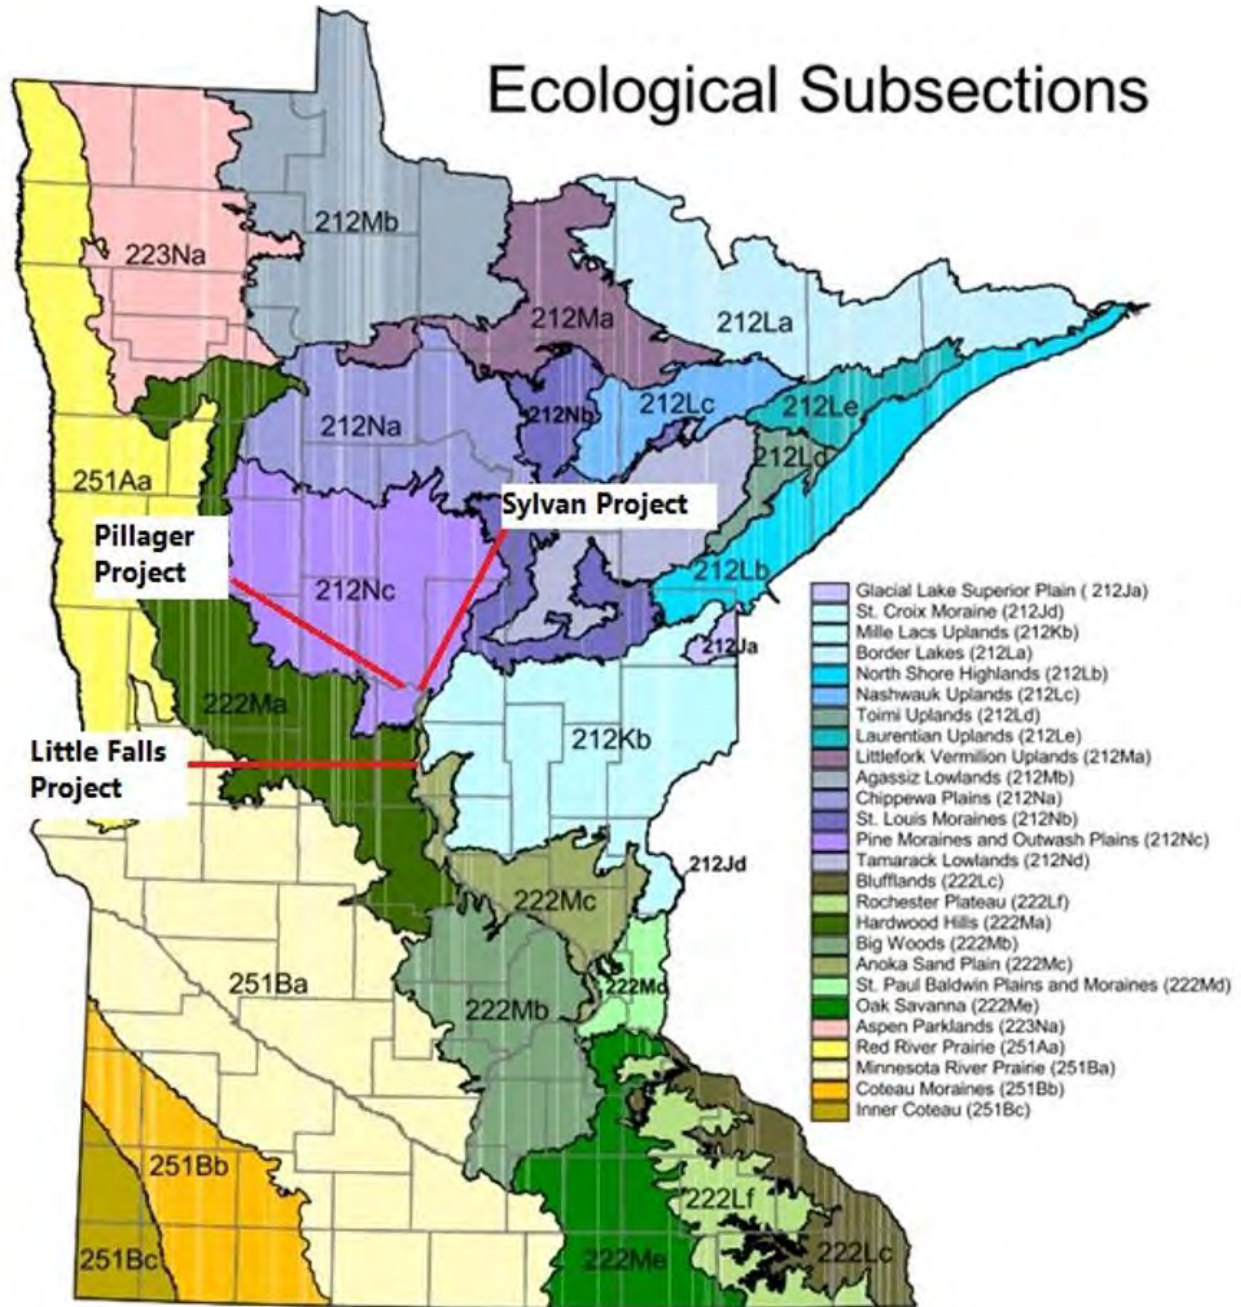 Ecological Subsections
212Mb
223Na
212Ma
212La
212Na
212Nb
212Lc
212Le
212Ld
251Aa
Sylvan Project
Pillager
Project
212Nc
212Lb
212Ja
222Ma
212Kb
Little Falls
Project
212Jd
222Mc
251Ba
222Mb
222Md
251Bb
222Lf
251Bc
222Me
222Lc
Glacial Lake Superior Plain ( 212Ja)
St. Croix Moraine (212Jd)
Mille Lacs Uplands (212Kb)
Border Lakes (212La)
North Shore Highlands (212Lb)
Nashwauk Uplands (212Lc)
Toimi Uplands (212Ld)
Laurentian Uplands (212Le)
Littlefork Vermilion Uplands (212Ma)
Agassiz Lowlands (212Mb)
Chippewa Plains (212Na)
St. Louis Moraines (212Nb)
Pine Moraines and Outwash Plains (212Nc)
Tamarack Lowlands (212Nd)
Blufflands (222Lc)
Rochester Plateau (222Lf)
Hardwood Hills (222Ma)
Big Woods (222Mb)
Anoka Sand Plain (222Mc)
St. Paul Baldwin Plains and Moraines (222Md)
Oak Savanna (222Me)
Aspen Parklands (223Na)
Red River Prairie (251Aa)
Minnesota River Prairie (251Ba)
Coteau Moraines (251Bb)
Inner Coteau (251Bc)